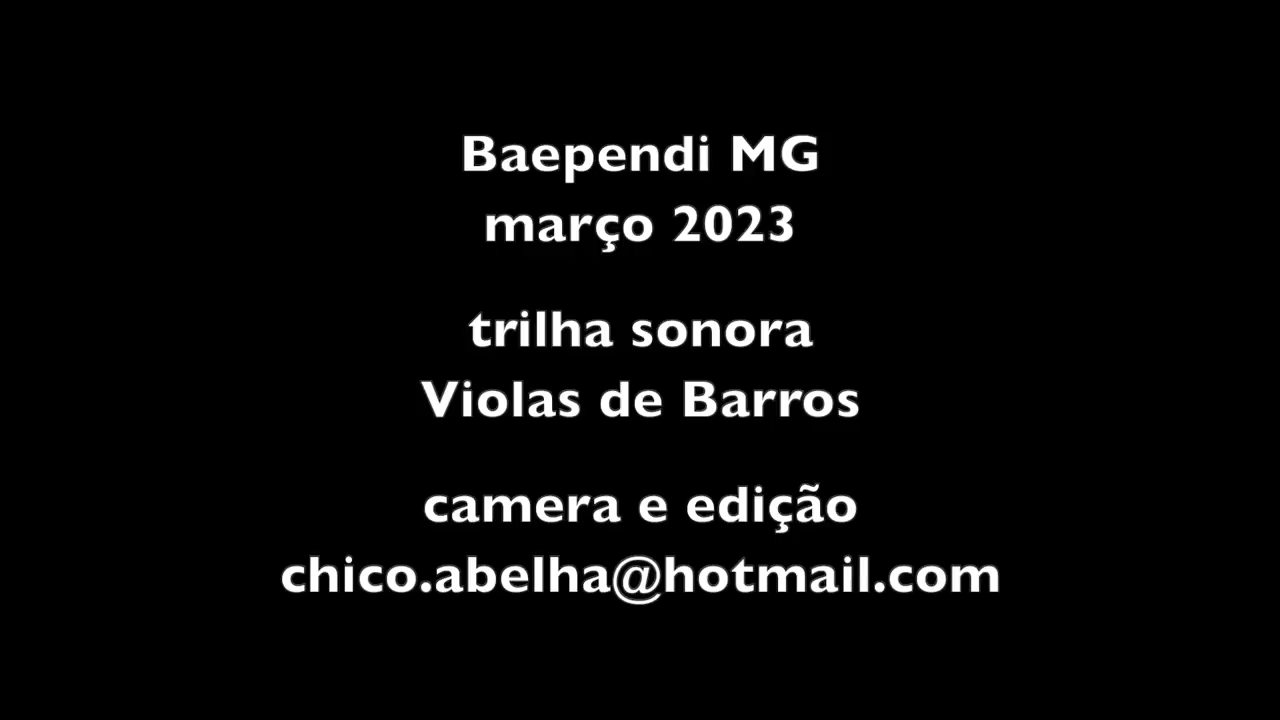 Baependi MG
março 2023
trilha sonora
Violas de Barros
camera e edição
chico.abelha@hotmail.com